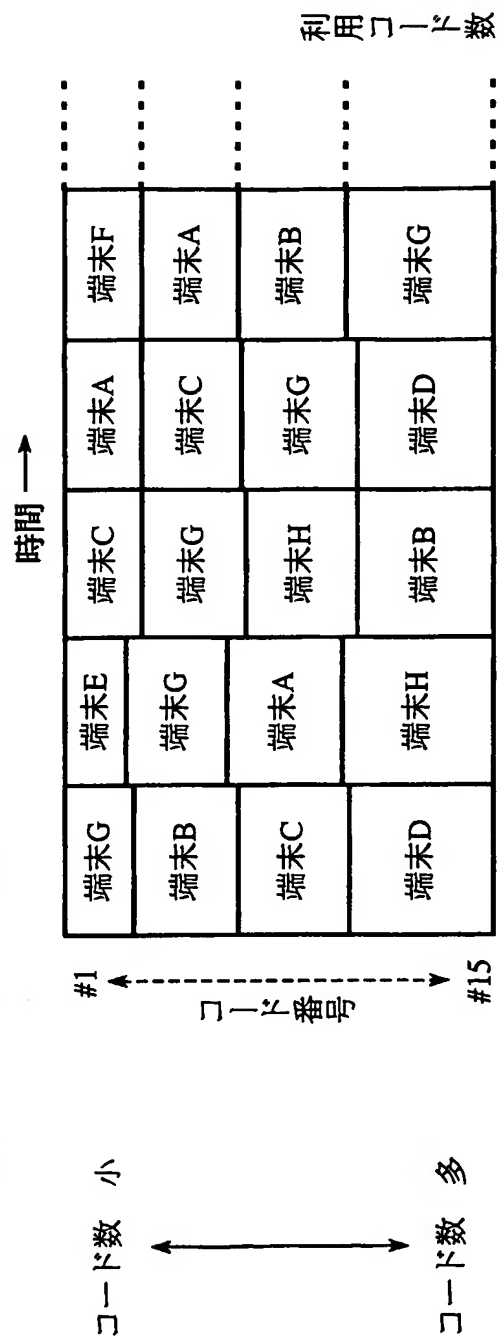 時間
利用コード数
コード数 小
コード数 多
コード番号
#1
#15
端末G
端末E
端末C
端末A
端末F
端末B
端末G
端末G
端末C
端末A
端末C
端末A
端末H
端末G
端末B
端末D
端末H
端末B
端末D
端末G